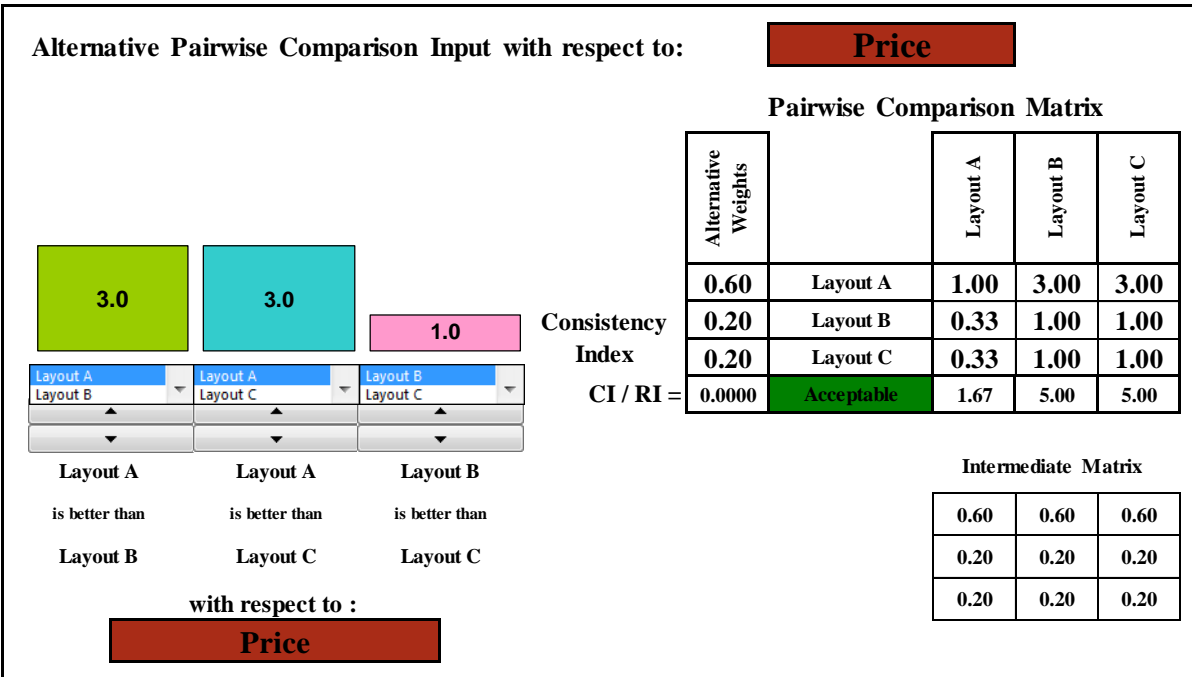 Alternative Pairwise Comparison Input with respect to:
Price
Pairwise Comparison Matrix
Alternative Weights
Layout A
Layout B
Layout C
0.60 Layout A 1.00 3.00 3.00
0.20 Layout B 0.33 1.00 1.00
0.20 Layout C 0.33 1.00 1.00
Consistency
Index
CI / RI = 0.0000 Acceptable 1.67 5.00 5.00
3.0 3.0 1.0
Layout A Layout A Layout B
Layout B Layout C Layout C
Layout A Layout A Layout B
is better than is better than is better than
Layout B Layout C Layout C
with respect to :
Price
Intermediate Matrix
0.60 0.60 0.60
0.20 0.20 0.20
0.20 0.20 0.20